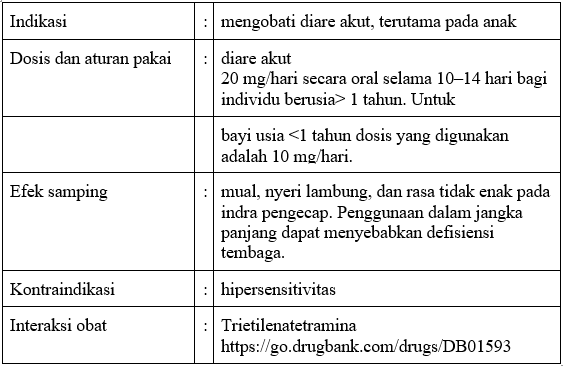 Indikasi : mengobati diare akut, terutama pada anak
Dosis dan aturan pakai : diare akut
20 mg/hari secara oral selama 10–14 hari bagi
individu berusia> 1 tahun. Untuk
bayi usia <1 tahun dosis yang digunakan
adalah 10 mg/hari.
Efek samping : mual, nyeri lambung, dan rasa tidak enak pada
indra pengecap. Penggunaan dalam jangka
panjang dapat menyebabkan defisiensi
tembaga.
Kontraindikasi : hipersensitivitas
Interaksi obat : Trietilenatetramina
https://go.drugbank.com/drugs/DB01593